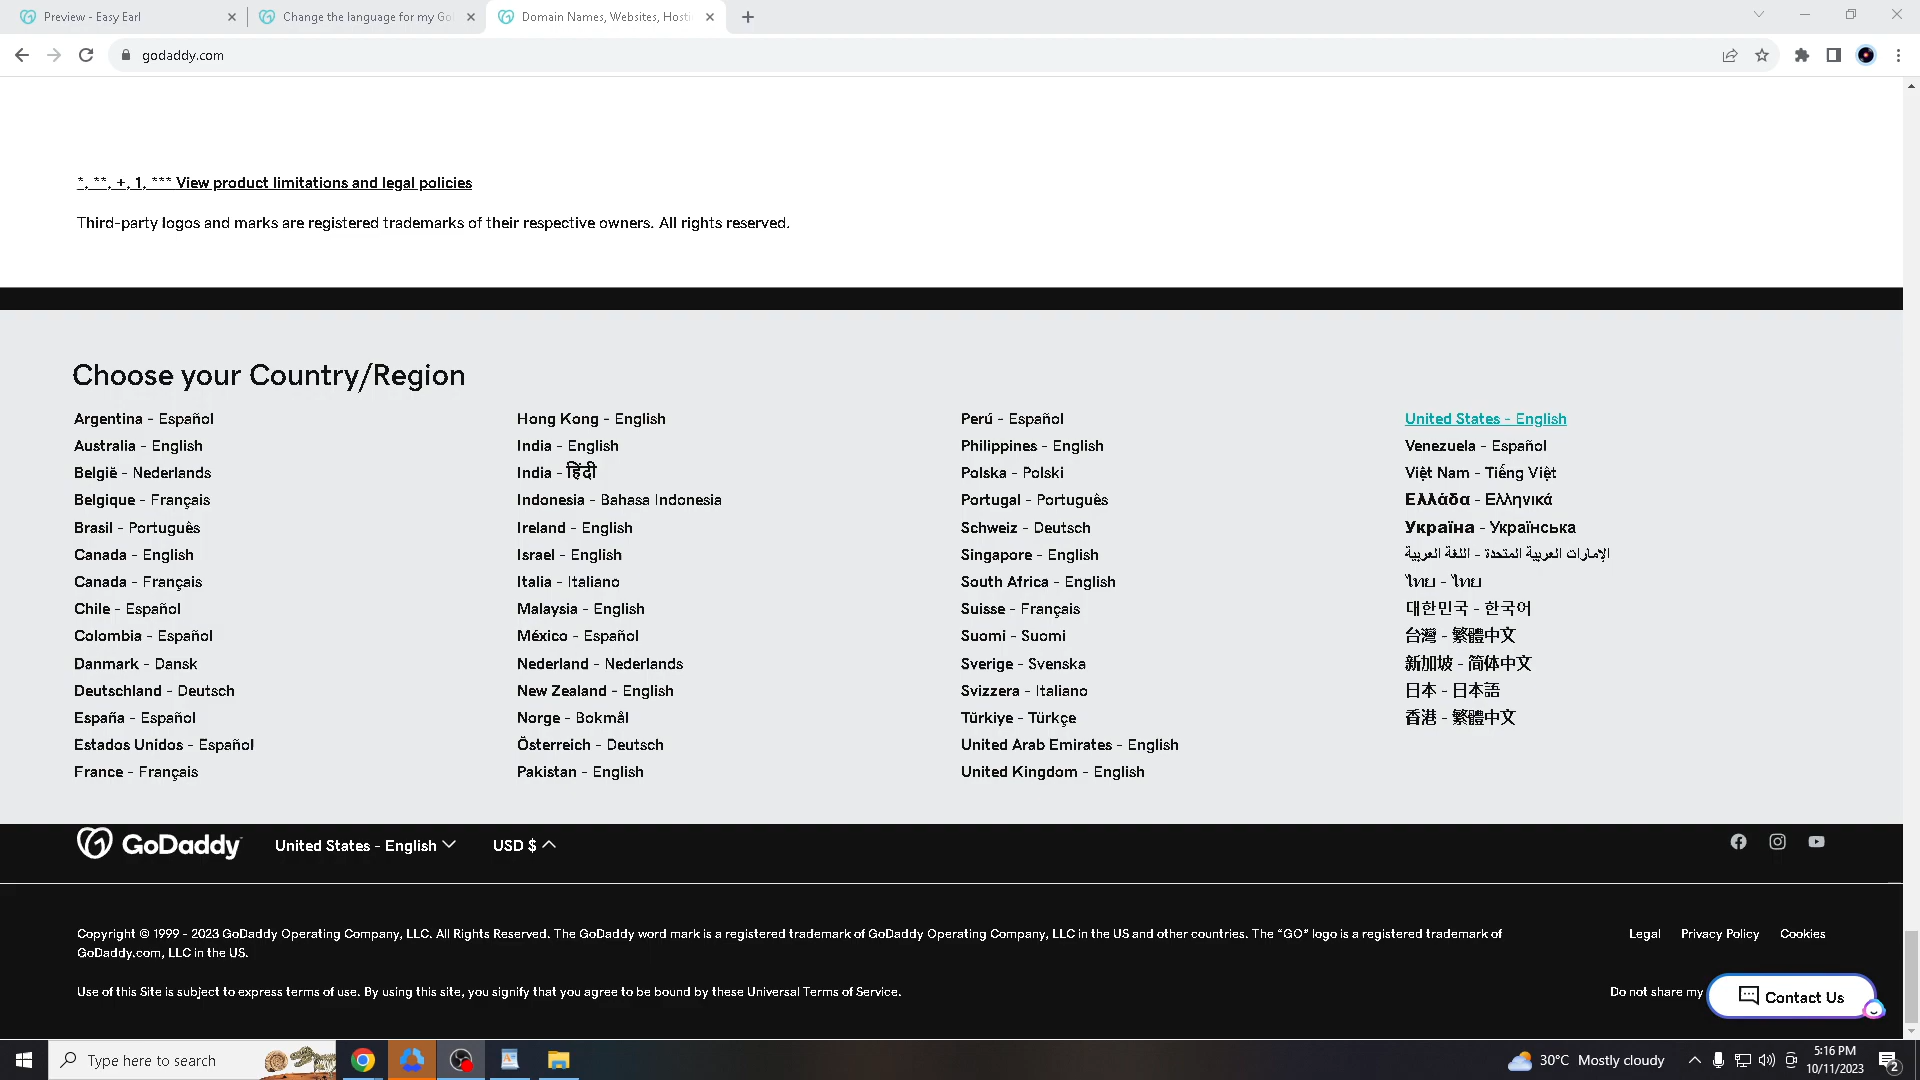 Preview - Easy Earl
Change the language for my Go
Domain Names, Websites, Hosti
godaddy.com
*, **, +, 1, *** View product limitations and legal policies
Third-party logos and marks are registered trademarks of their respective owners. All rights reserved.
Choose your Country/Region
Argentina - Español
Australia - English
België - Nederlands
Belgique - Français
Brasil - Português
Canada - English
Canada - Français
Chile - Español
Colombia - Español
Danmark - Dansk
Deutschland - Deutsch
España - Español
Estados Unidos - Español
France - Français
Hong Kong - English
India - English
India - हिंदी
Indonesia - Bahasa Indonesia
Ireland - English
Israel - English
Italia - Italiano
Malaysia - English
México - Español
Nederland - Nederlands
New Zealand - English
Norge - Bokmål
Österreich - Deutsch
Pakistan - English
Perú - Español
Philippines - English
Polska - Polski
Portugal - Português
Schweiz - Deutsch
Singapore - English
South Africa - English
Suisse - Français
Suomi - Suomi
Sverige - Svenska
Svizzera - Italiano
Türkiye - Türkçe
United Arab Emirates - English
United Kingdom - English
United States - English
Venezuela - Español
Việt Nam - Tiếng Việt
Ελλάδα - Ελληνικά
Україна - Українська
الإمارات العربية المتحدة - اللغة العربية
ไทย - ไทย
대한민국 - 한국어
台灣 - 繁體中文
新加坡 - 简体中文
日本 - 日本語
香港 - 繁體中文
GoDaddy
United States - English
USD $
Copyright © 1999 - 2023 GoDaddy Operating Company, LLC. All Rights Reserved. The GoDaddy word mark is a registered trademark of GoDaddy Operating Company, LLC in the US and other countries. The “GO” logo is a registered trademark of
GoDaddy.com, LLC in the US.
Legal
Privacy Policy
Cookies
Use of this Site is subject to express terms of use. By using this site, you signify that you agree to be bound by these Universal Terms of Service.
Do not share my
Contact Us
Type here to search
30°C Mostly cloudy
5:16 PM
10/11/2023
2